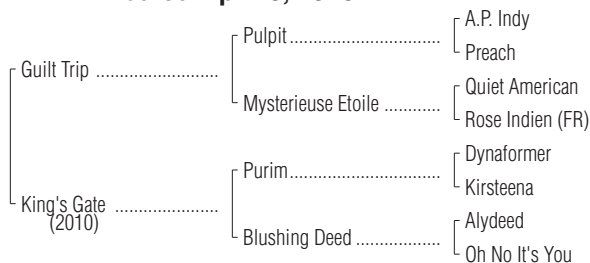 Guilt Trip
Pulpit
A.P. Indy
Preach
Mysterieuse Etoile
Quiet American
Rose Indien (FR)
King's Gate
(2010)
Purim
Dynaformer
Kirsteena
Blushing Deed
Alydeed
Oh No It's You